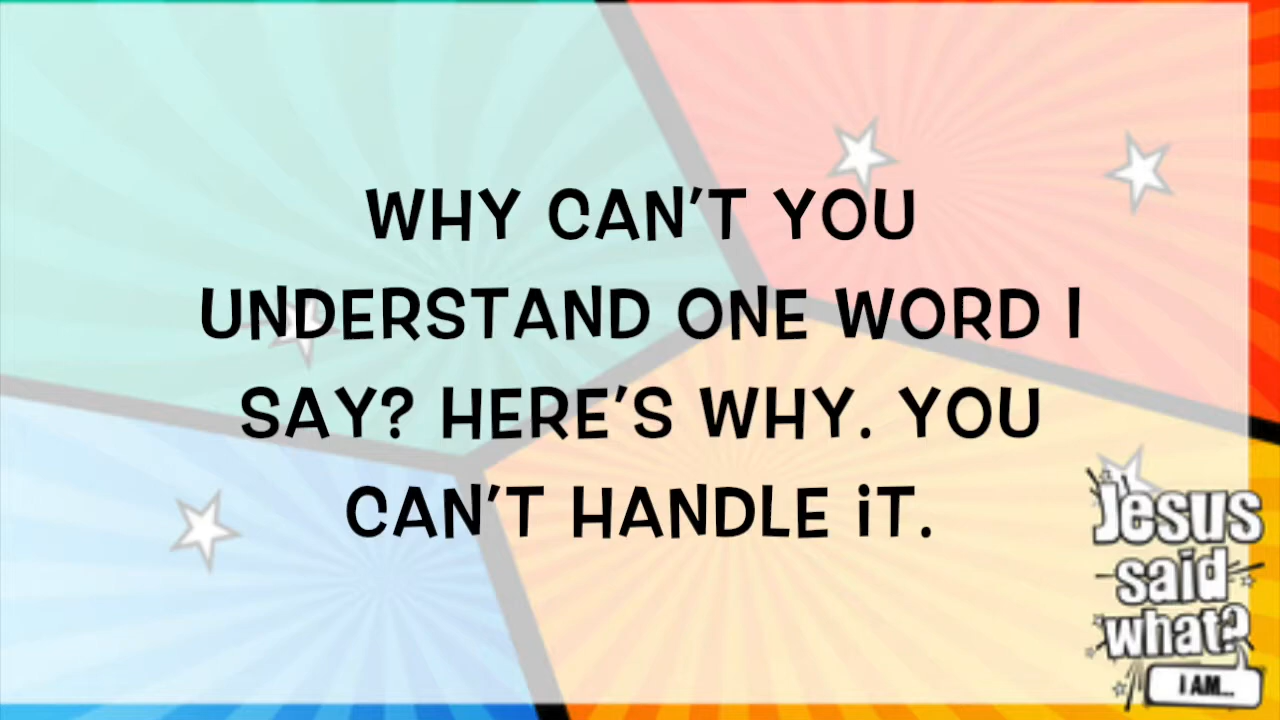 WHY CAN'T YOU
UNDERSTAND ONE WORD I
SAY? HERE'S WHY. YOU
CAN'T HANDLE iT.
Jesus
said
what?
I AM...